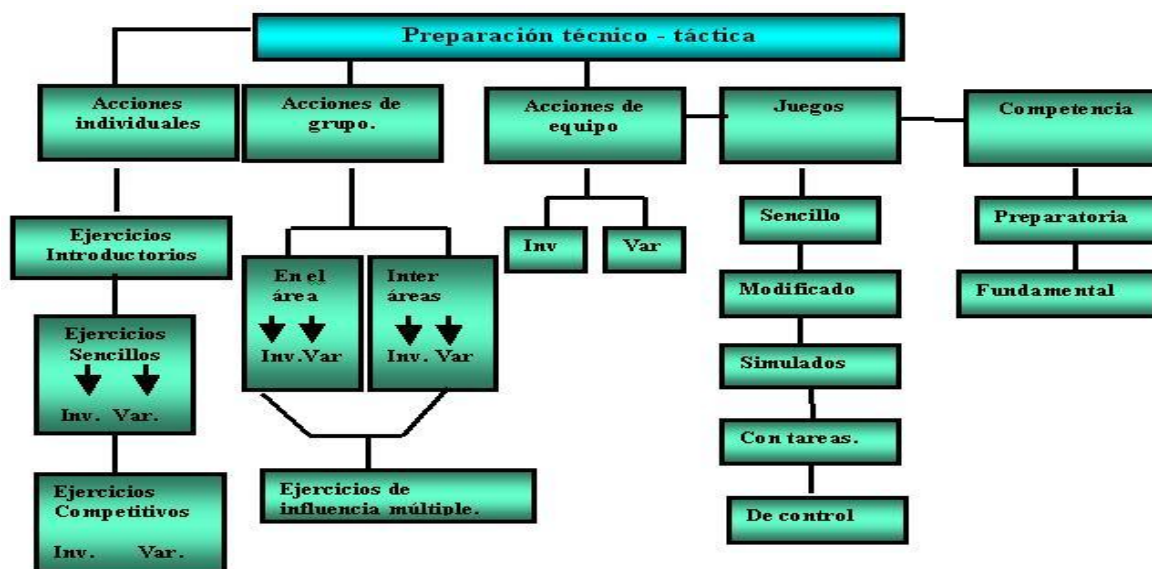 Preparación técnico - táctica
Acciones
individuales
Acciones de
grupo.
Acciones de
equipo
Juegos
Competencia
Ejercicios
Introductorios
Ejercicios
Sencillos
Inv. Var.
Ejercicios
Competitivos
Inv. Var.
En el
área
Inv.Var
Inter
áreas
Inv. Var
Ejercicios de
influencia múltiple.
Inv
Var
Sencillo
Modificado
Simulados
Con tareas.
De control
Preparatoria
Fundamental